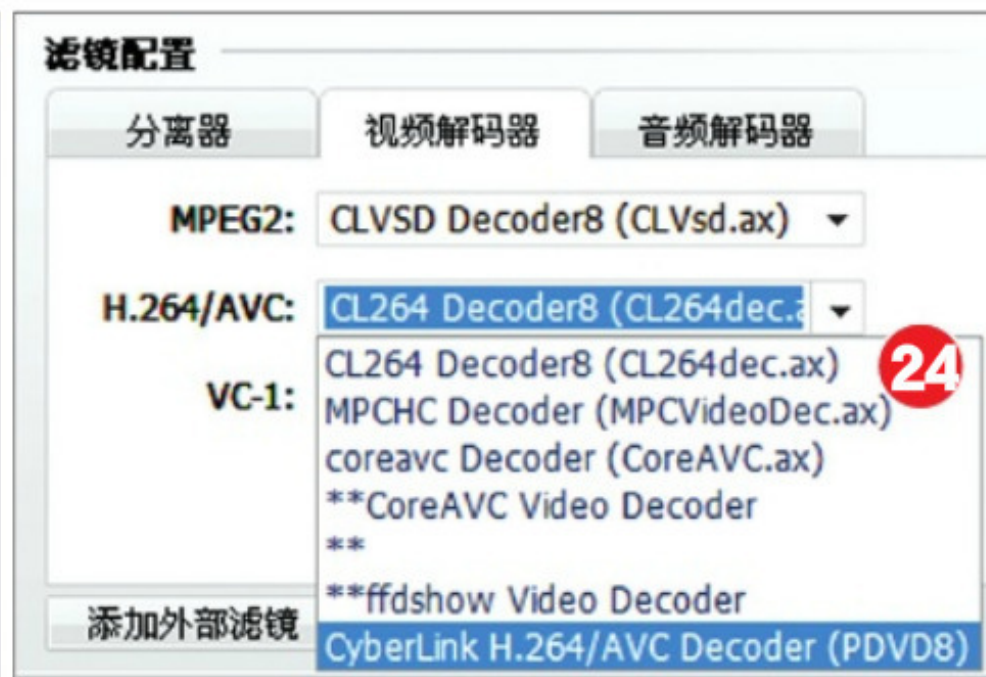 滤镜配置
分离器 视频解码器 音频解码器
MPEG2: CLVSD Decoder8 (CLVsd.ax)
H.264/AVC: CL264 Decoder8 (CL264dec.a
CL264 Decoder8 (CL264dec.ax)
24
VC-1: MPCHC Decoder (MPCVideoDec.ax)
coreavc Decoder (CoreAVC.ax)
**CoreAVC Video Decoder
**
**ffdshow Video Decoder
添加外部滤镜 CyberLink H.264/AVC Decoder (PDVD8)